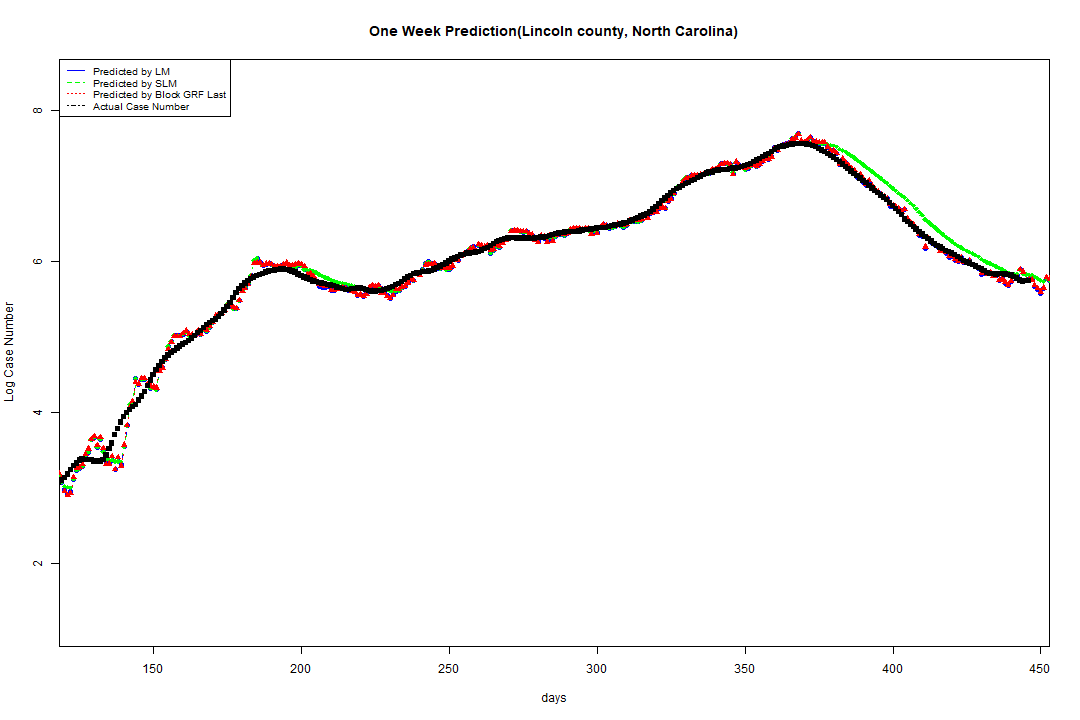 One Week Prediction(Lincoln county, North Carolina)
Predicted by LM
Predicted by SLM
Predicted by Block GRF Last
Actual Case Number
8
6
4
2
Log Case Number
150 200 250 300 350 400 450
days